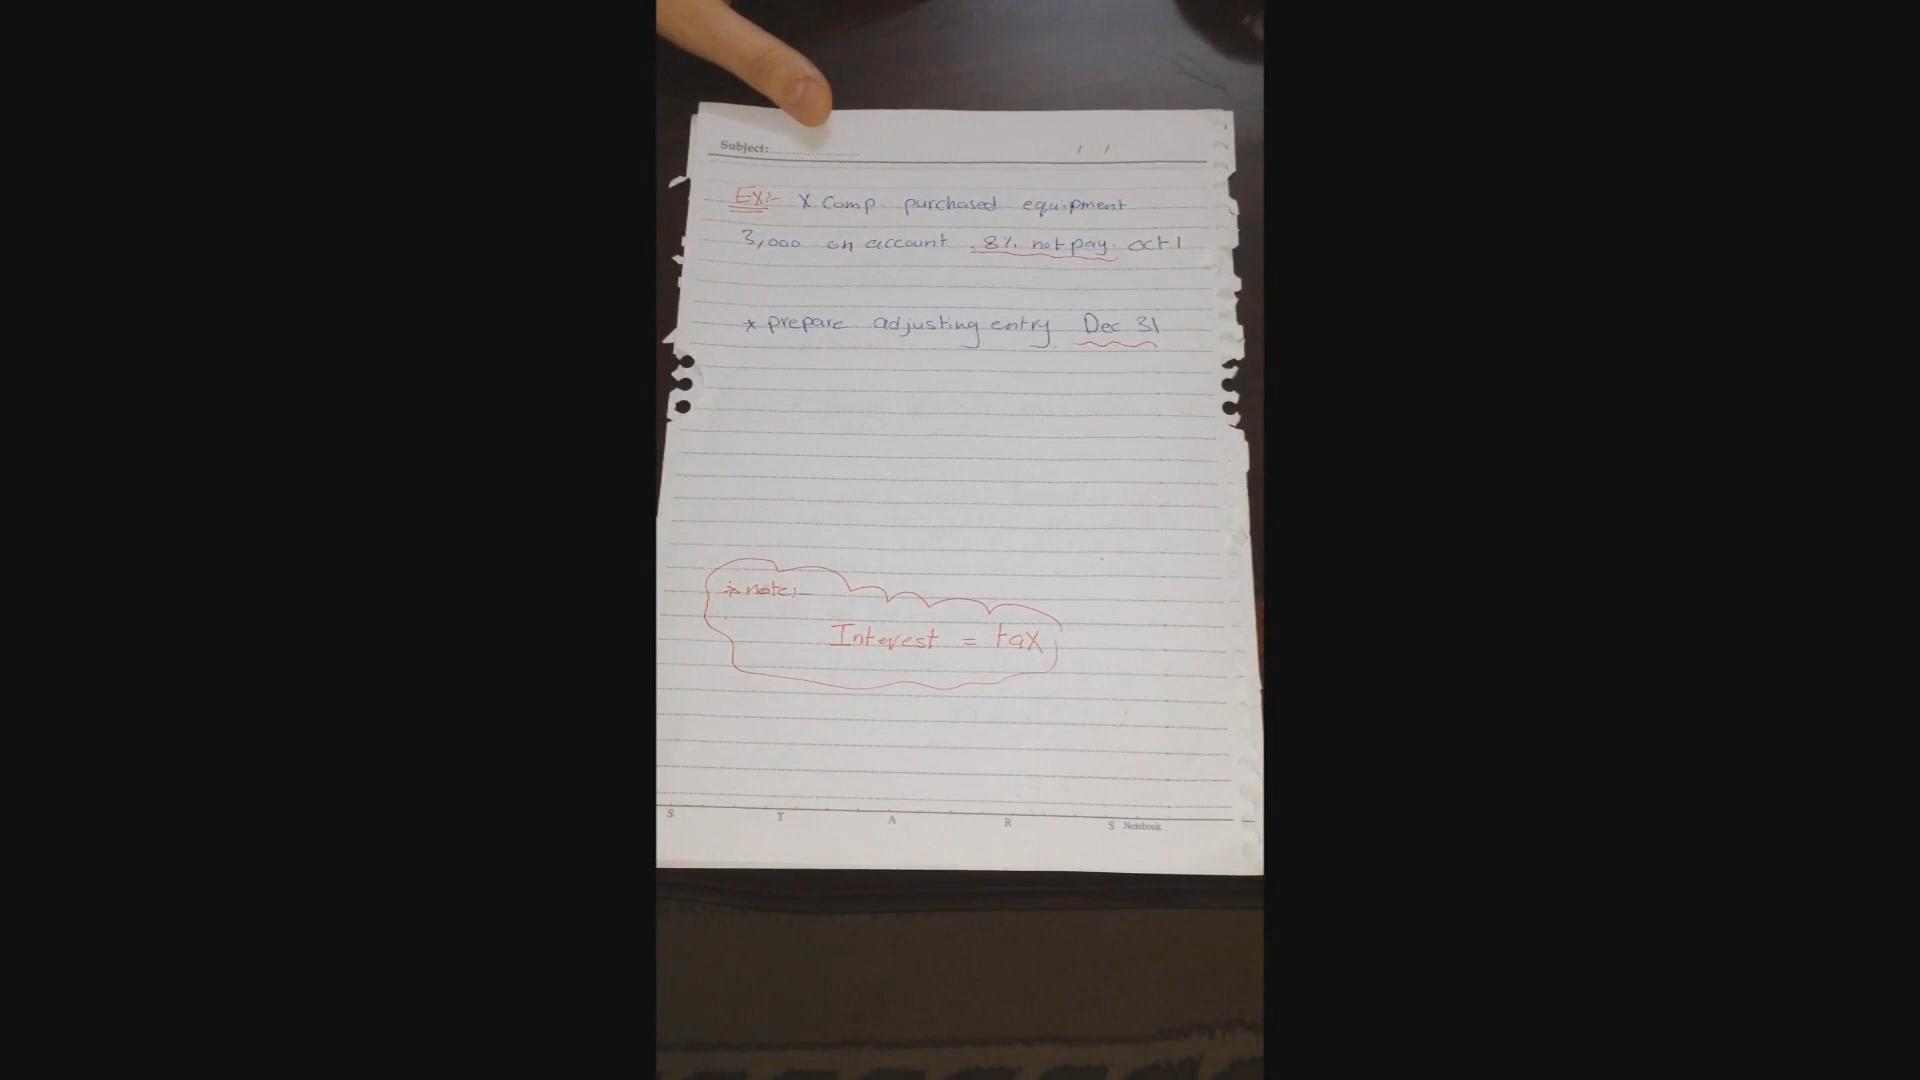 Subject: / /
Ex:- X Comp. purchased equipment
3,000 on account 8% not pay. oct 1
* prepare adjusting entry Dec 31
* note:
Interest = tax
S T A R S Notebook